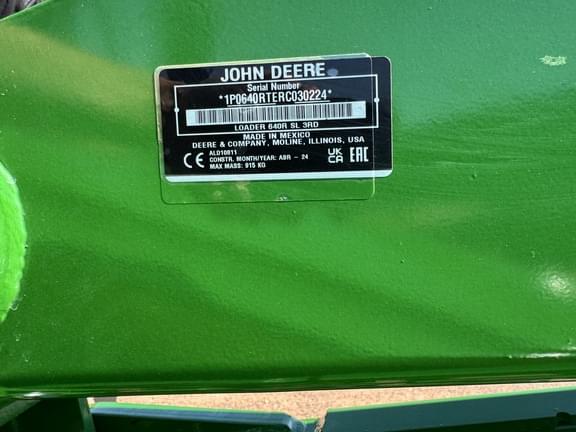 JOHN DEERE
Serial Number
*1P0640RTERC030224*
LOADER 640R SL 3RD
MADE IN MEXICO
DEERE & COMPANY, MOLINE, ILLINOIS, USA
CE ALO10811 UK CA EAC
CONSTR. MONTH/YEAR: ABR - 24
MAX MASS: 915 KG